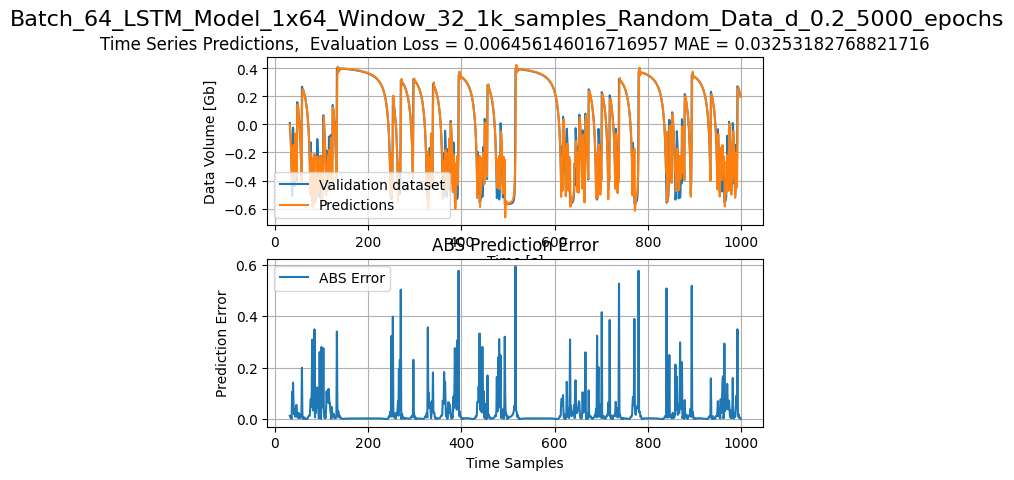 Batch_64_LSTM_Model_1x64_Window_32_1k_samples_Random_Data_d_0.2_5000_epochs
Time Series Predictions,  Evaluation Loss = 0.006456146016716957 MAE = 0.03253182768821716
Data Volume [Gb]
0.4
0.2
0.0
−0.2
−0.4
−0.6
Validation dataset
Predictions
0 200 400 600 800 1000
Time [s]
ABS Prediction Error
Prediction Error
0.6
0.4
0.2
0.0
ABS Error
0 200 400 600 800 1000
Time Samples